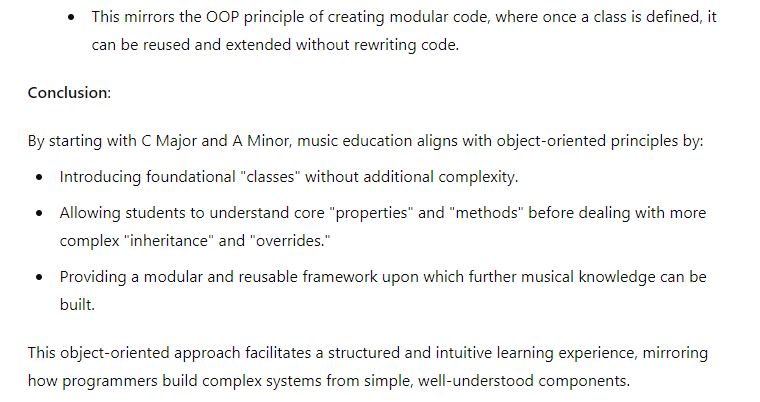 • This mirrors the OOP principle of creating modular code, where once a class is defined, it
can be reused and extended without rewriting code.
Conclusion:
By starting with C Major and A Minor, music education aligns with object-oriented principles by:
• Introducing foundational "classes" without additional complexity.
• Allowing students to understand core "properties" and "methods" before dealing with more
complex "inheritance" and "overrides."
• Providing a modular and reusable framework upon which further musical knowledge can be
built.
This object-oriented approach facilitates a structured and intuitive learning experience, mirroring
how programmers build complex systems from simple, well-understood components.